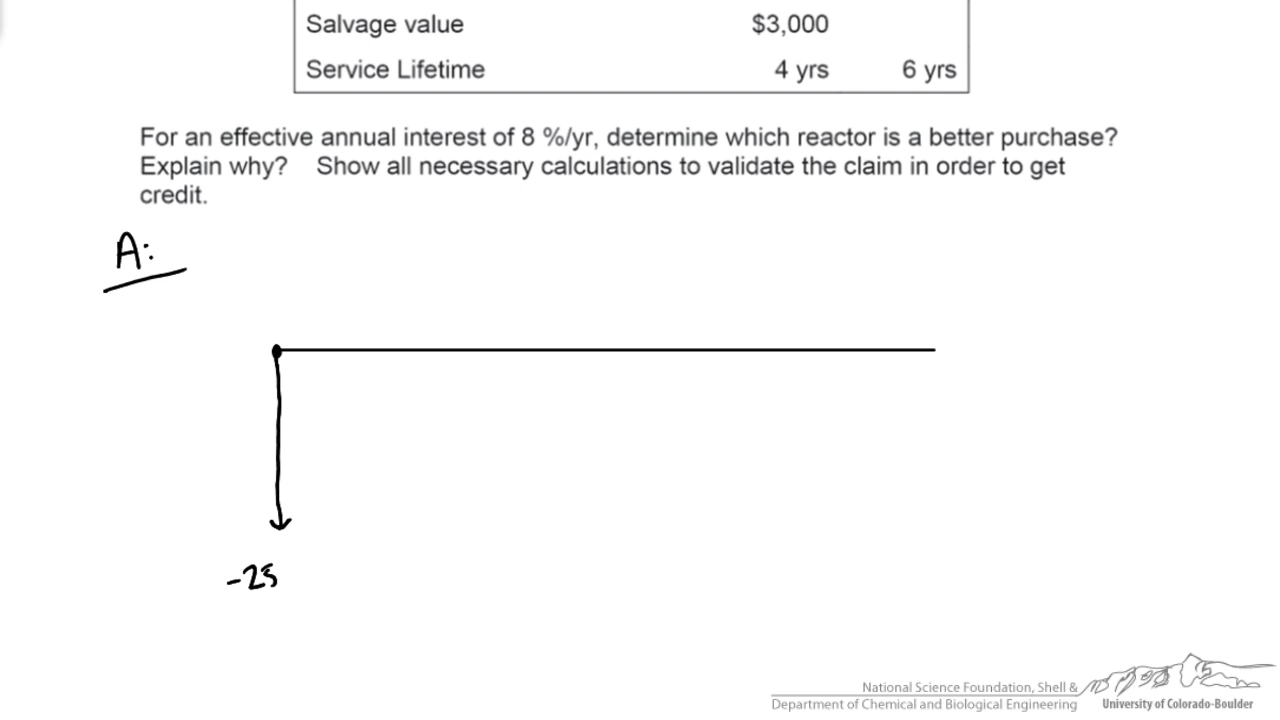 Salvage value $3,000
Service Lifetime 4 yrs 6 yrs
For an effective annual interest of 8 %/yr, determine which reactor is a better purchase?
Explain why? Show all necessary calculations to validate the claim in order to get
credit.
A:
-25
National Science Foundation, Shell &
Department of Chemical and Biological Engineering
University of Colorado-Boulder